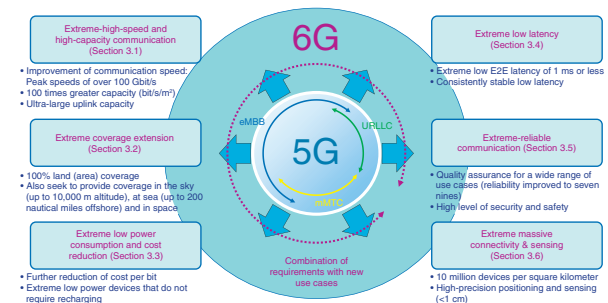 Extreme-high-speed and
high-capacity communication
(Section 3.1)
• Improvement of communication speed:
Peak speeds of over 100 Gbit/s
• 100 times greater capacity (bit/s/m²)
• Ultra-large uplink capacity
Extreme coverage extension
(Section 3.2)
• 100% land (area) coverage
• Also seek to provide coverage in the sky
(up to 10,000 m altitude), at sea (up to 200
nautical miles offshore) and in space
Extreme low power
consumption and cost
reduction (Section 3.3)
• Further reduction of cost per bit
• Extreme low power devices that do not
require recharging
6G
eMBB
URLLC
5G
mMTC
Combination of
requirements with new
use cases
Extreme low latency
(Section 3.4)
• Extreme low E2E latency of 1 ms or less
• Consistently stable low latency
Extreme-reliable
communication (Section 3.5)
• Quality assurance for a wide range of
use cases (reliability improved to seven
nines)
• High level of security and safety
Extreme massive
connectivity & sensing
(Section 3.6)
• 10 million devices per square kilometer
• High-precision positioning and sensing
(<1 cm)